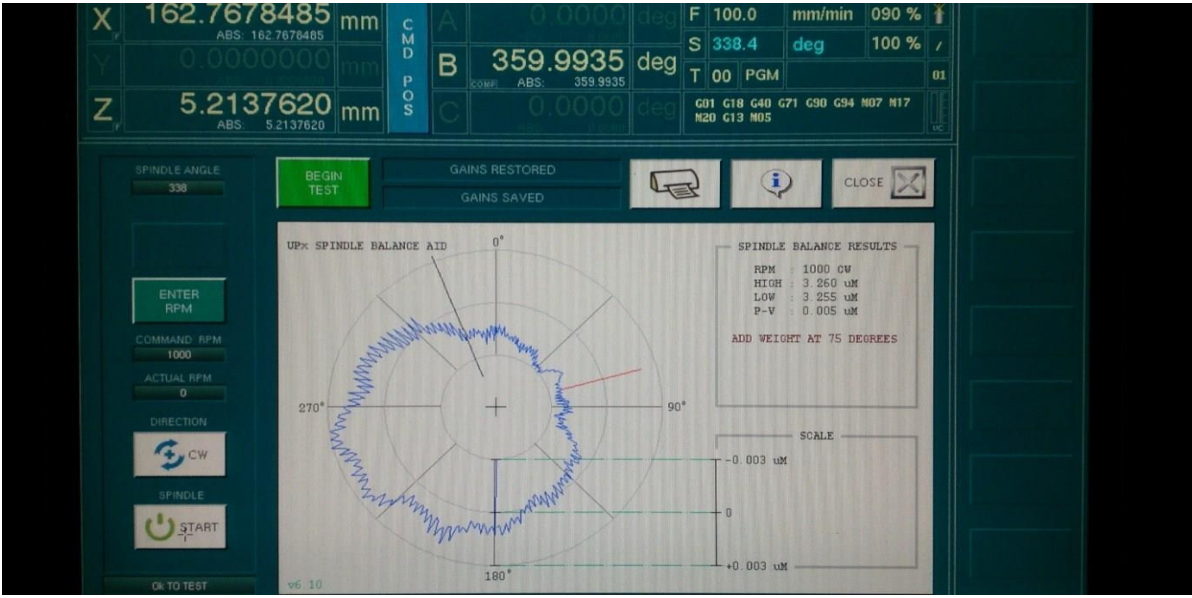 X 162.7678485 mm
ABS: 162.7678485
Y 0.0000000 mm
Z 5.2137620 mm
ABS: 5.2137620
CMD POS
A 0.0000 deg
B 359.9935 deg
COMP ABS: 359.9935
C 0.0000 deg
F 100.0 mm/min 090 %
S 338.4 deg 100 %
T 00 PGM 01
G01 G18 G40 G71 G90 G94 M07 M17
M20 G13 M05
VC
SPINDLE ANGLE
338
BEGIN
TEST
GAINS RESTORED
GAINS SAVED
CLOSE
ENTER
RPM
COMMAND RPM
1000
ACTUAL RPM
0
DIRECTION
CW
SPINDLE
START
Ok TO TEST
UPx SPINDLE BALANCE AID
0°
90°
180°
270°
v6.10
SPINDLE BALANCE RESULTS
RPM : 1000 CW
HIGH : 3.260 uM
LOW : 3.255 uM
P-V : 0.005 uM
ADD WEIGHT AT 75 DEGREES
SCALE
-0.003 uM
0
+0.003 uM